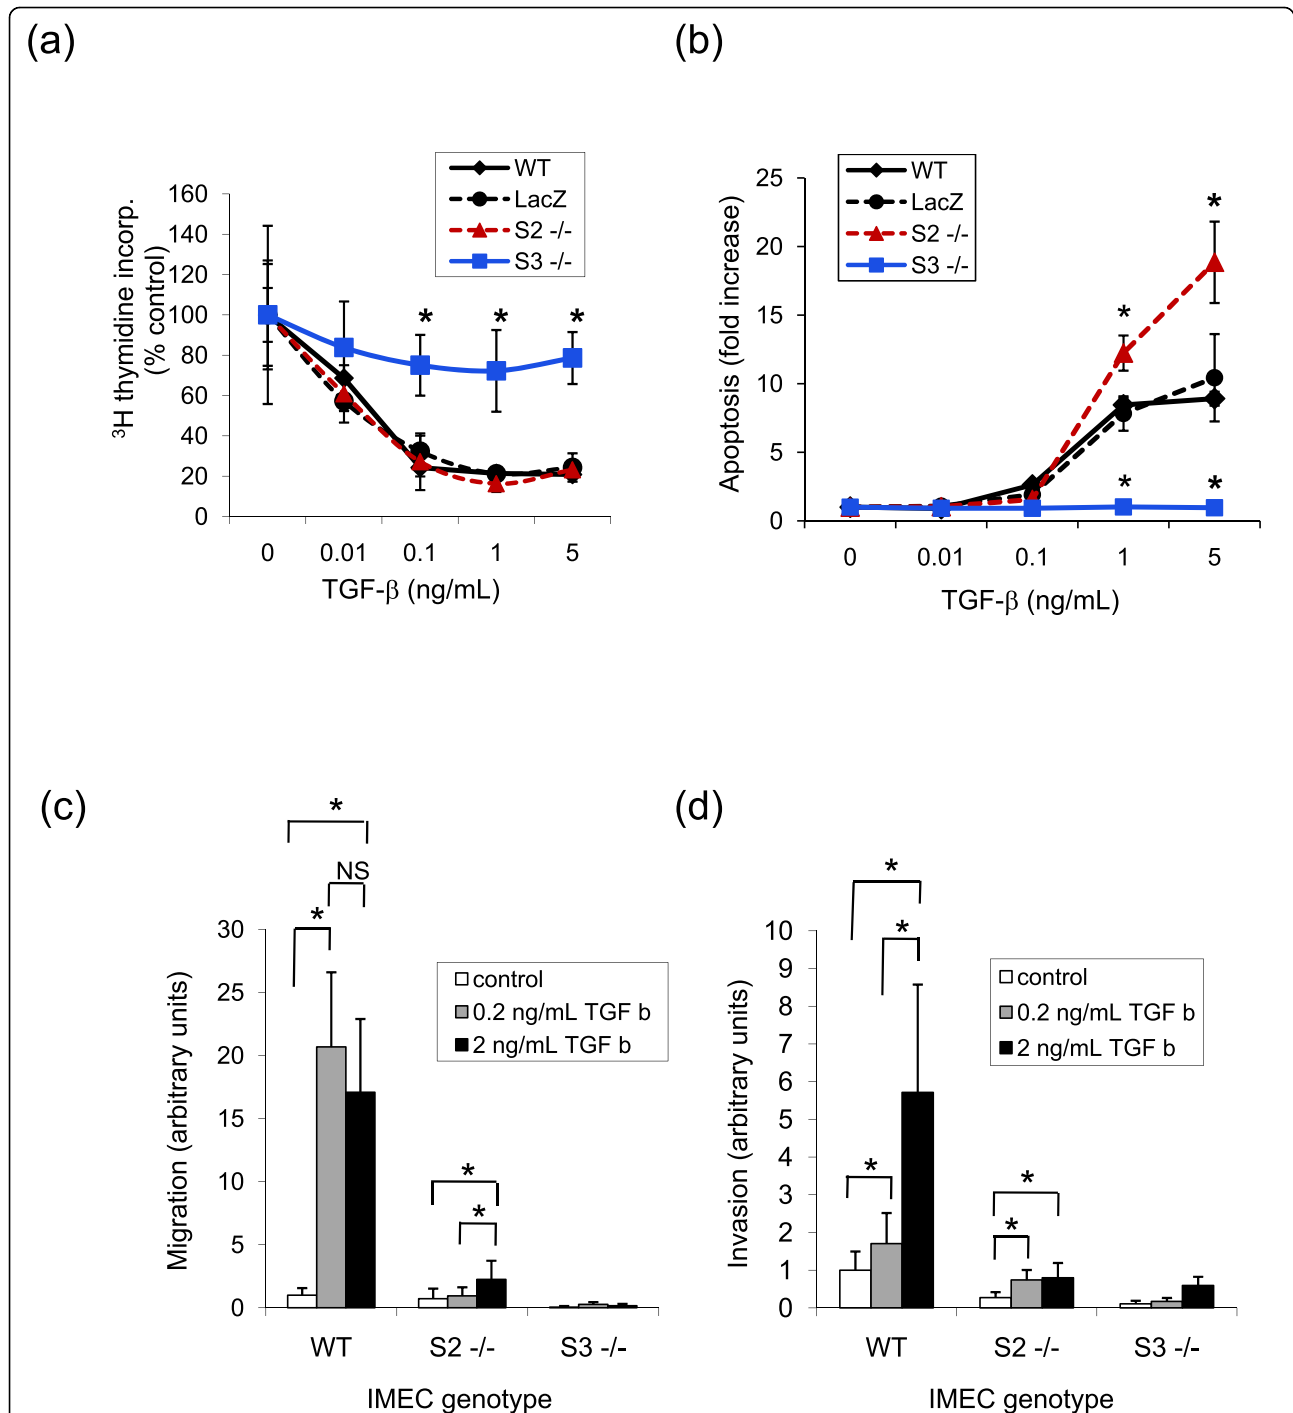 (a)
WT
LacZ
S2 -/-
S3 -/-
³H thymidine incorp.
(% control)
160
140
120
100
80
60
40
20
0
* * *
0 0.01 0.1 1 5
TGF-β (ng/mL)
(b)
WT
LacZ
S2 -/-
S3 -/-
Apoptosis (fold increase)
25
20
15
10
5
0
*
*
* *
0 0.01 0.1 1 5
TGF-β (ng/mL)
(c)
*
NS
*
Migration (arbitrary units)
30
25
20
15
10
5
0
control
0.2 ng/mL TGF b
2 ng/mL TGF b
*
*
WT S2 -/- S3 -/-
IMEC genotype
(d)
*
*
Invasion (arbitrary units)
10
9
8
7
6
5
4
3
2
1
0
control
0.2 ng/mL TGF b
2 ng/mL TGF b
*
*
*
WT S2 -/- S3 -/-
IMEC genotype